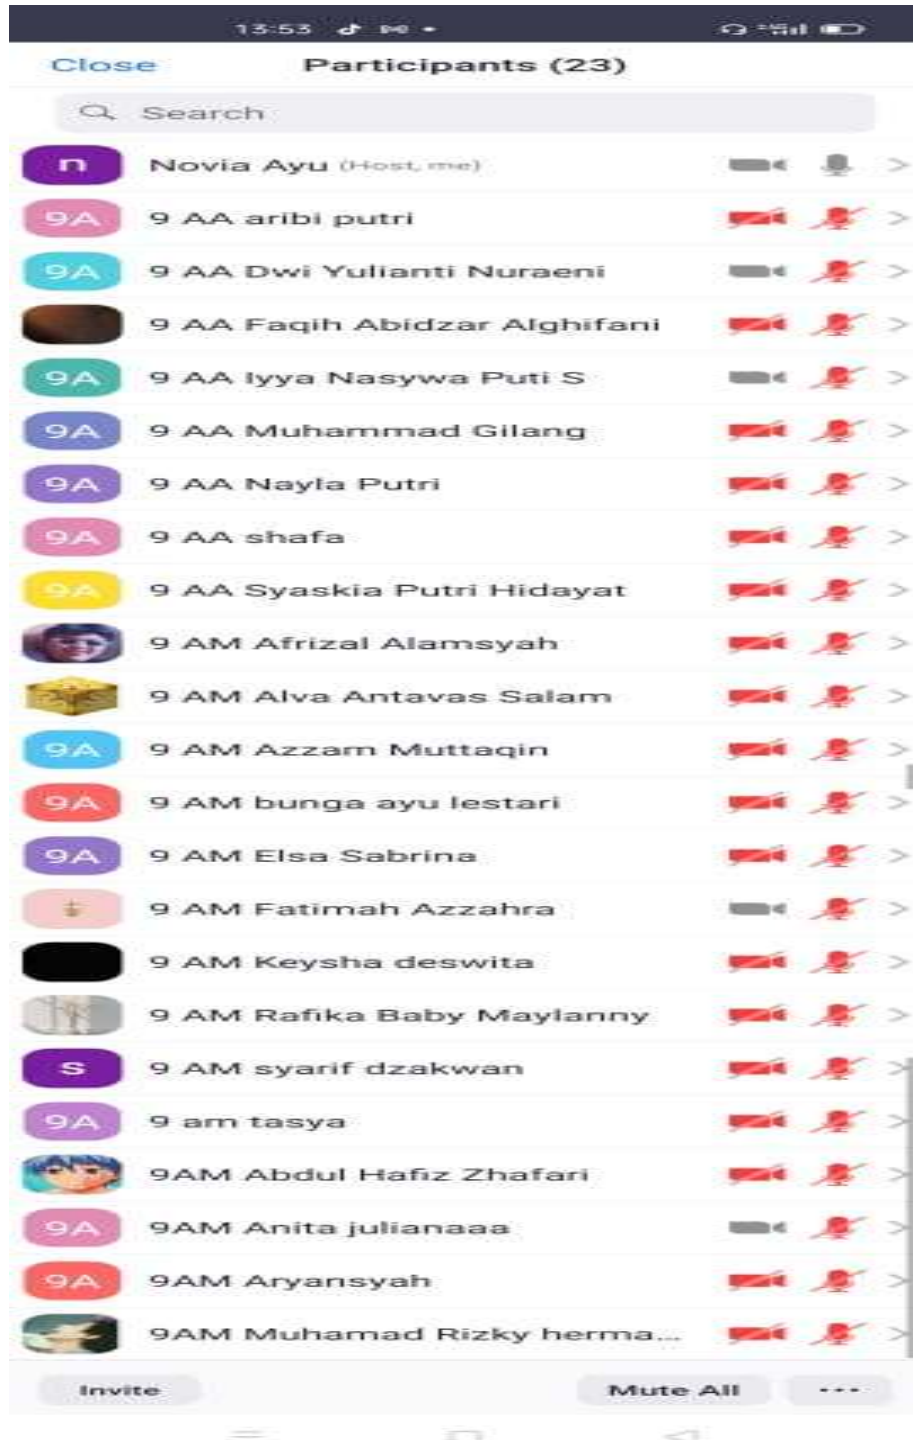 13:53
Close Participants (23)
Search
n Novia Ayu (Host, me)
9A 9 AA aribi putri
9A 9 AA Dwi Yulianti Nuraeni
9 AA Faqih Abidzar Alghifani
9A 9 AA Iyya Nasywa Puti S
9A 9 AA Muhammad Gilang
9A 9 AA Nayla Putri
9A 9 AA shafa
9A 9 AA Syaskia Putri Hidayat
9 AM Afrizal Alamsyah
9 AM Alva Antavas Salam
9A 9 AM Azzam Muttaqin
9A 9 AM bunga ayu lestari
9A 9 AM Elsa Sabrina
9 AM Fatimah Azzahra
9 AM Keysha deswita
9 AM Rafika Baby Maylanny
s 9 AM syarif dzakwan
9A 9 am tasya
9AM Abdul Hafiz Zhafari
9A 9AM Anita julianaaa
9A 9AM Aryansyah
9AM Muhamad Rizky herma...
Invite Mute All ...